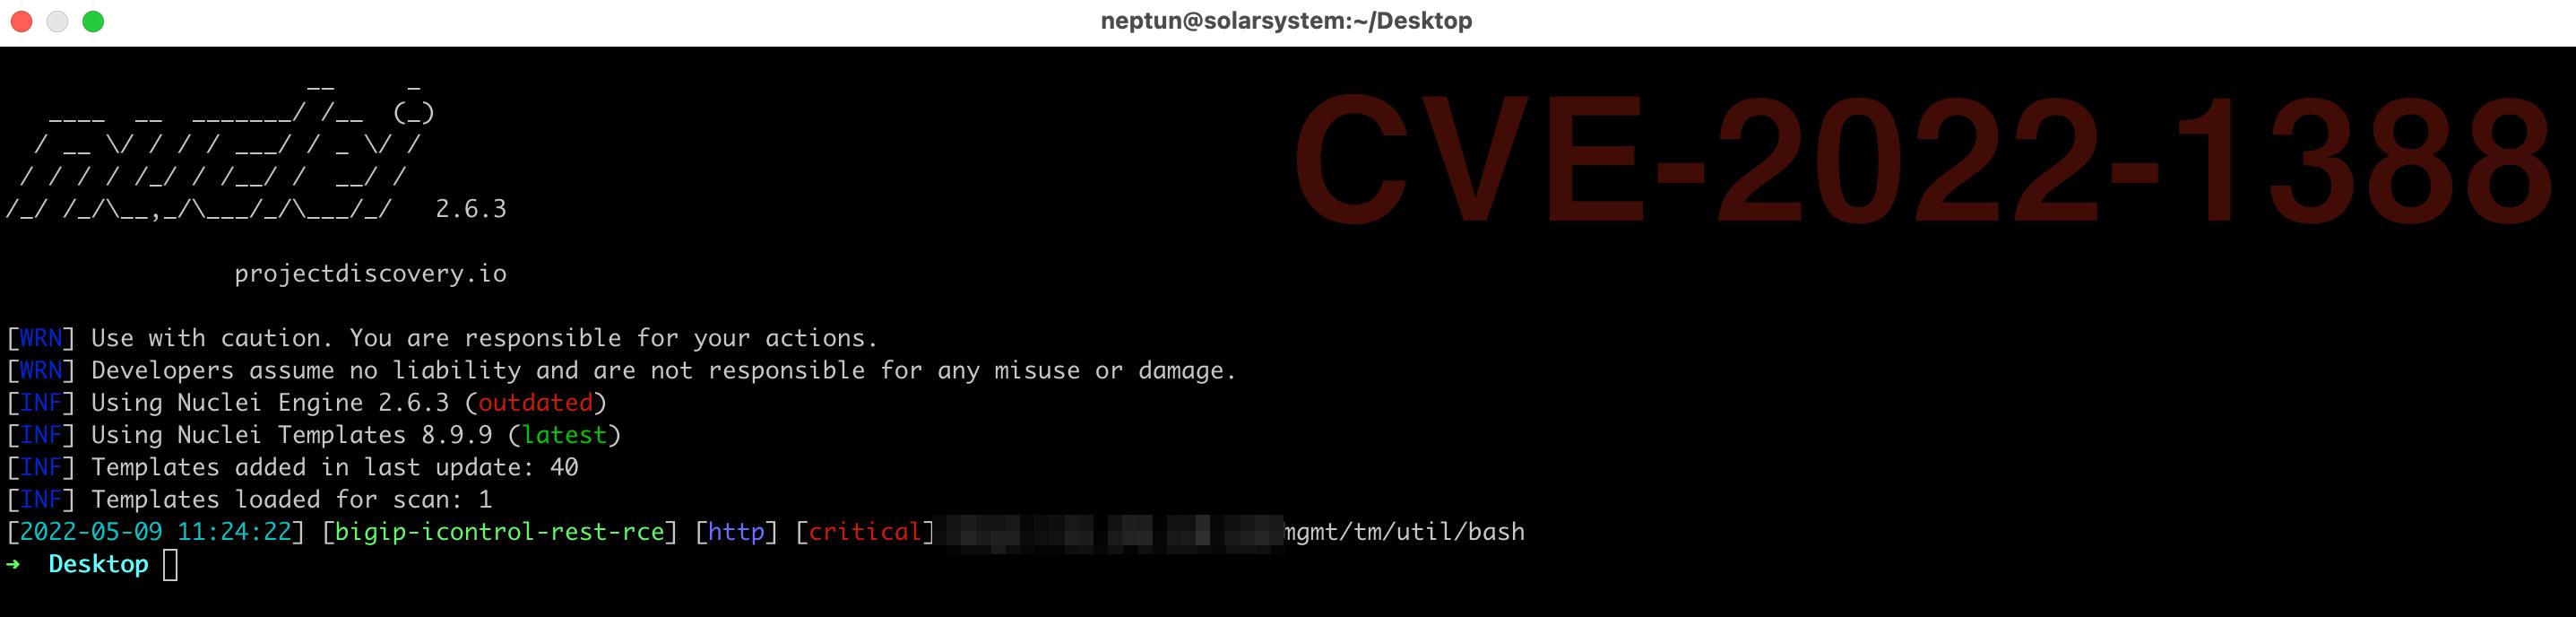 neptun@solarsystem:~/Desktop
nuclei 2.6.3
CVE-2022-1388
projectdiscovery.io
[WRN] Use with caution. You are responsible for your actions.
[WRN] Developers assume no liability and are not responsible for any misuse or damage.
[INF] Using Nuclei Engine 2.6.3 (outdated)
[INF] Using Nuclei Templates 8.9.9 (latest)
[INF] Templates added in last update: 40
[INF] Templates loaded for scan: 1
[2022-05-09 11:24:22] [bigip-icontrol-rest-rce] [http] [critical] mgmt/tm/util/bash
➜ Desktop